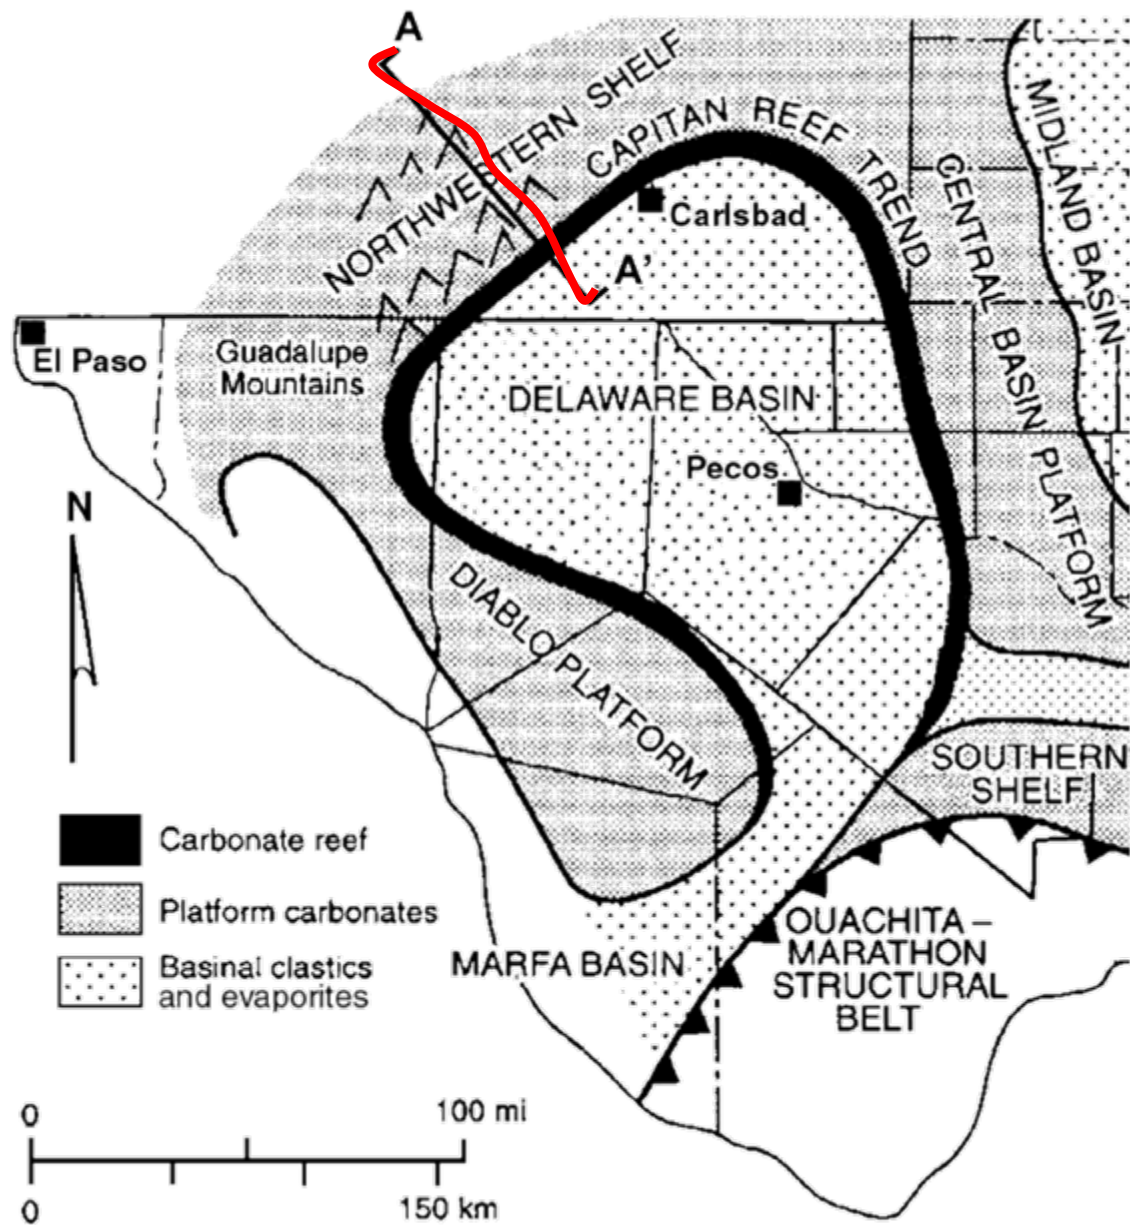 A
NORTHWESTERN SHELF
CAPITAN REEF TREND
MIDLAND BASIN
CENTRAL BASIN PLATFORM
Carlsbad
A'
El Paso
Guadalupe
Mountains
DELAWARE BASIN
Pecos
N
DIABLO PLATFORM
SOUTHERN
SHELF
Carbonate reef
Platform carbonates
Basinal clastics
and evaporites
MARFA BASIN
OUACHITA –
MARATHON
STRUCTURAL
BELT
0 100 mi
0 150 km